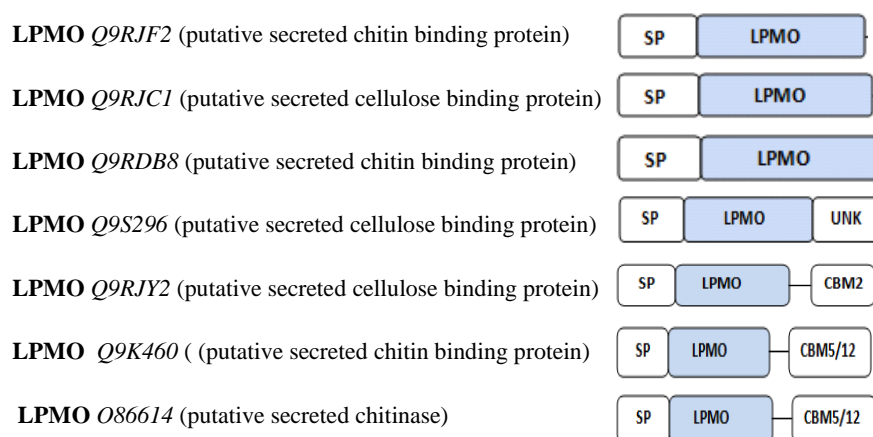 LPMO Q9RJF2 (putative secreted chitin binding protein) SP LPMO
LPMO Q9RJC1 (putative secreted cellulose binding protein) SP LPMO
LPMO Q9RDB8 (putative secreted chitin binding protein) SP LPMO
LPMO Q9S296 (putative secreted cellulose binding protein) SP LPMO UNK
LPMO Q9RJY2 (putative secreted cellulose binding protein) SP LPMO CBM2
LPMO Q9K460 ( (putative secreted chitin binding protein) SP LPMO CBM5/12
LPMO O86614 (putative secreted chitinase) SP LPMO CBM5/12